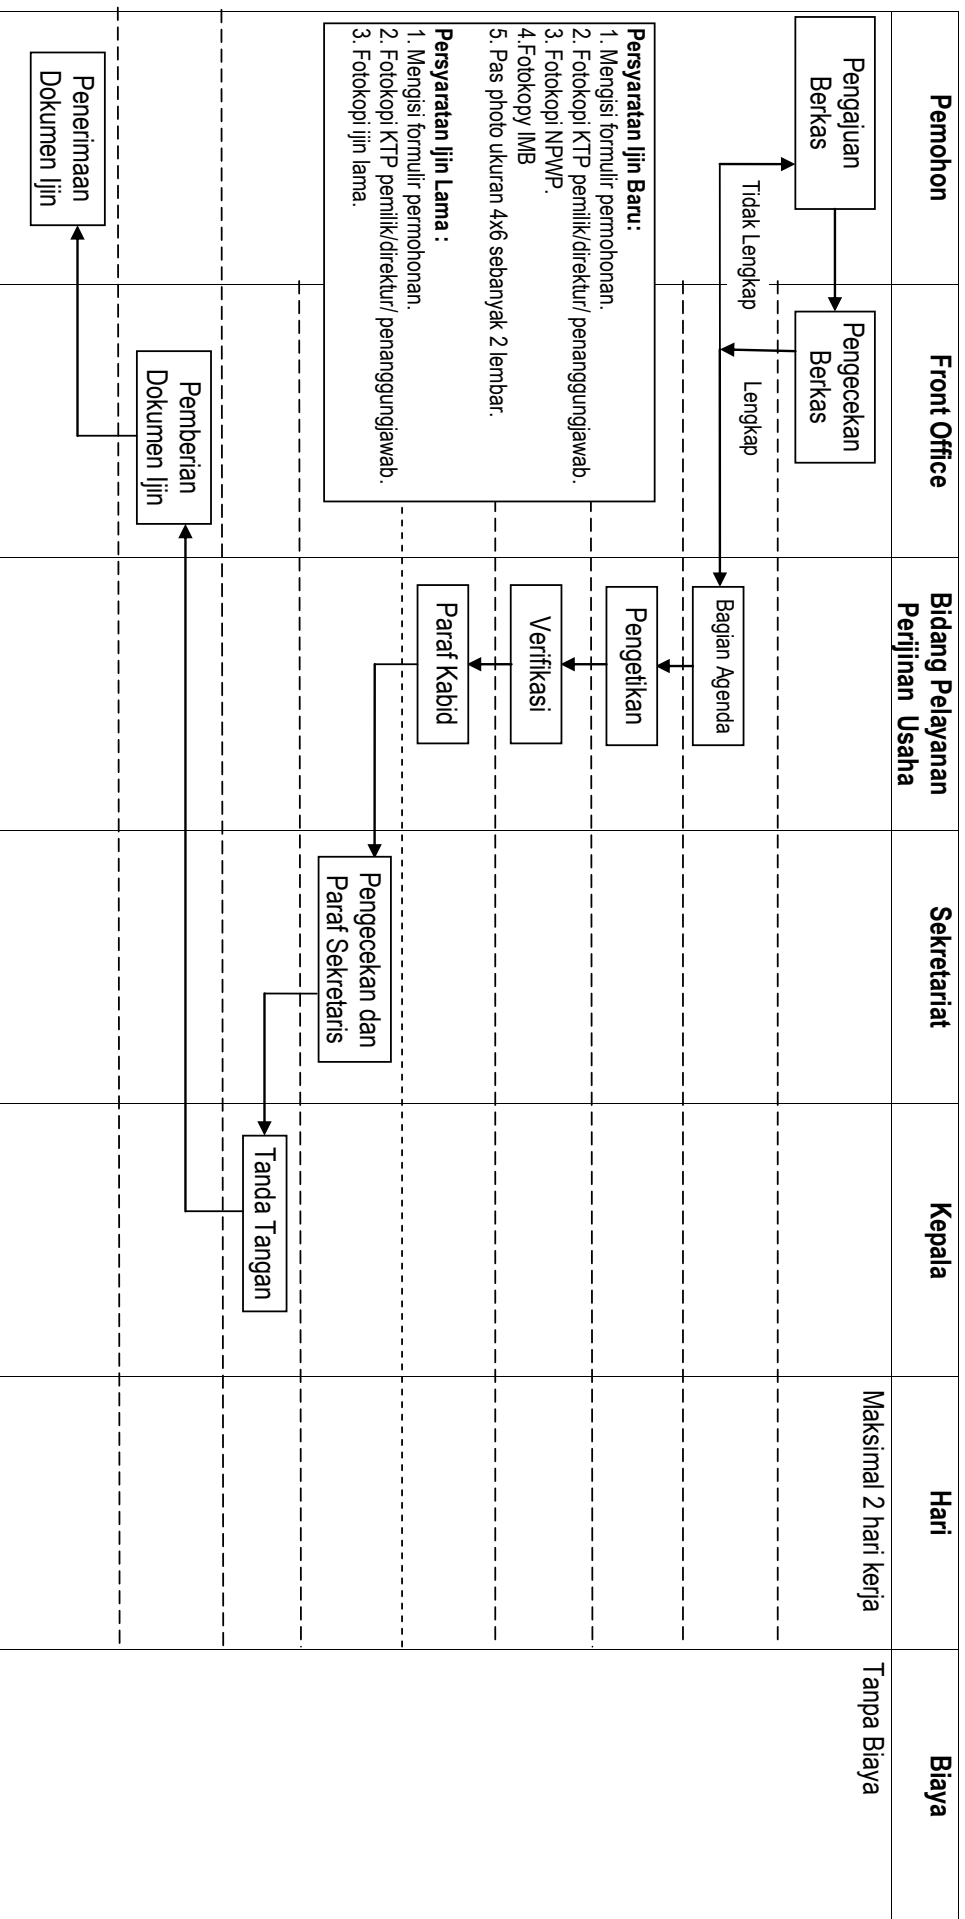 Pemohon
Front Office
Bidang Pelayanan
Perijinan Usaha
Sekretariat
Kepala
Hari
Biaya
Pengajuan
Berkas
Pengecekan
Berkas
Maksimal 2 hari kerja
Tanpa Biaya
Tidak Lengkap
Lengkap
Bagian Agenda
Persyaratan Ijin Baru:
1. Mengisi formulir permohonan.
2. Fotokopi KTP pemilik/direktur/ penanggungjawab.
3. Fotokopi NPWP.
4.Fotokopy IMB
5. Pas photo ukuran 4x6 sebanyak 2 lembar.
Persyaratan Ijin Lama :
1. Mengisi formulir permohonan.
2. Fotokopi KTP pemilik/direktur/ penanggungjawab.
3. Fotokopi ijin lama.
Pengetikan
Verifikasi
Paraf Kabid
Pengecekan dan
Paraf Sekretaris
Tanda Tangan
Pemberian
Dokumen Ijin
Penerimaan
Dokumen Ijin